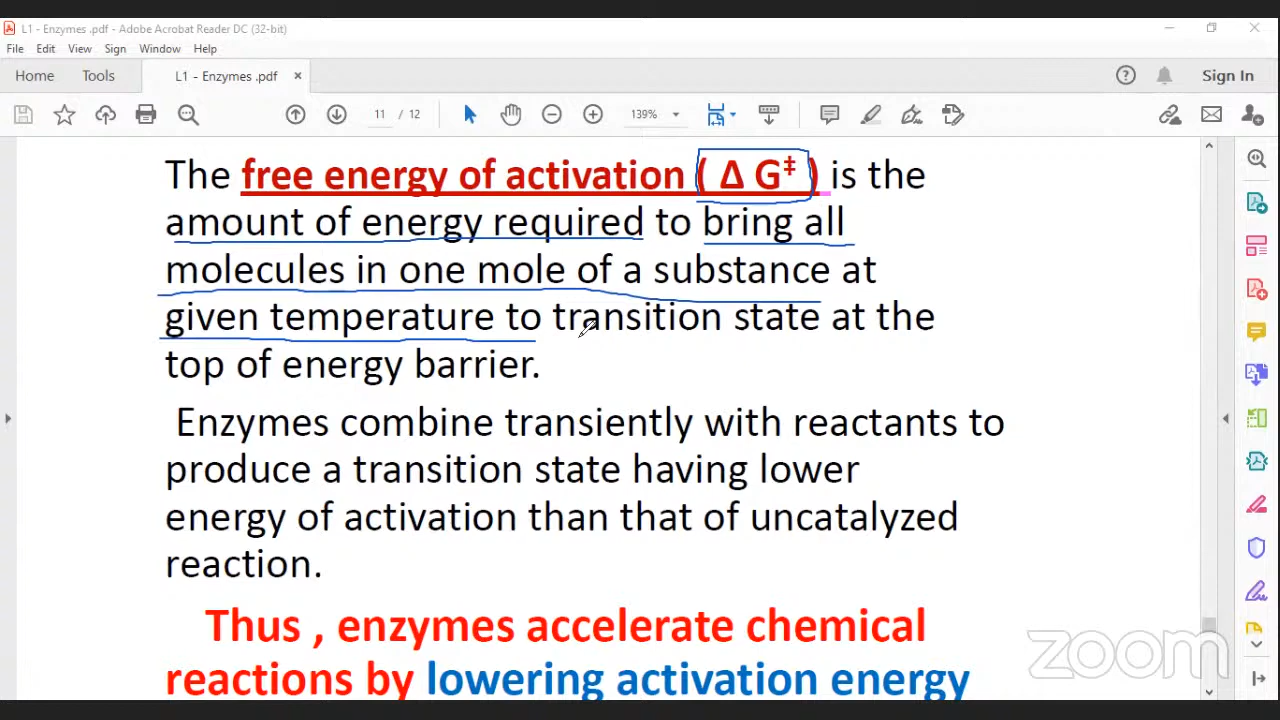 L1 - Enzymes .pdf - Adobe Acrobat Reader DC (32-bit)
File Edit View Sign Window Help
Home Tools L1 - Enzymes .pdf × Sign In
11 / 12 139%
The free energy of activation ( Δ G‡ ) is the
amount of energy required to bring all
molecules in one mole of a substance at
given temperature to transition state at the
top of energy barrier.
Enzymes combine transiently with reactants to
produce a transition state having lower
energy of activation than that of uncatalyzed
reaction.
Thus , enzymes accelerate chemical
reactions by lowering activation energy
zoom